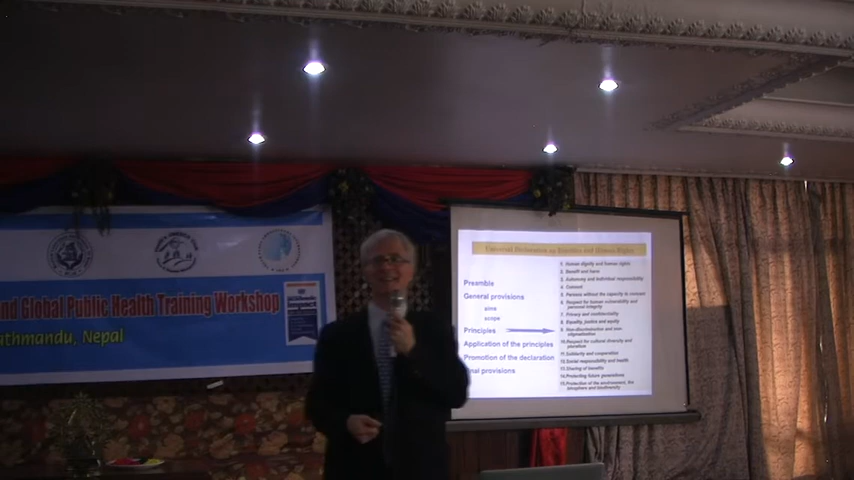 and Global Public Health Training Workshop
athmandu, Nepal
Universal Declaration on Bioethics and Human Rights
Preamble
General provisions
aims
scope
Principles
Application of the principles
Promotion of the declaration
nal provisions
1. Human dignity and human rights
2. Benefit and harm
3. Autonomy and individual responsibility
4. Consent
5. Persons without the capacity to consent
6. Respect for human vulnerability and
personal integrity
7. Privacy and confidentiality
8. Equality, justice and equity
9. Non-discrimination and non-
stigmatization
10. Respect for cultural diversity and
pluralism
11. Solidarity and cooperation
12. Social responsibility and health
13. Sharing of benefits
14. Protecting future generations
15. Protection of the environment, the
biosphere and biodiversity